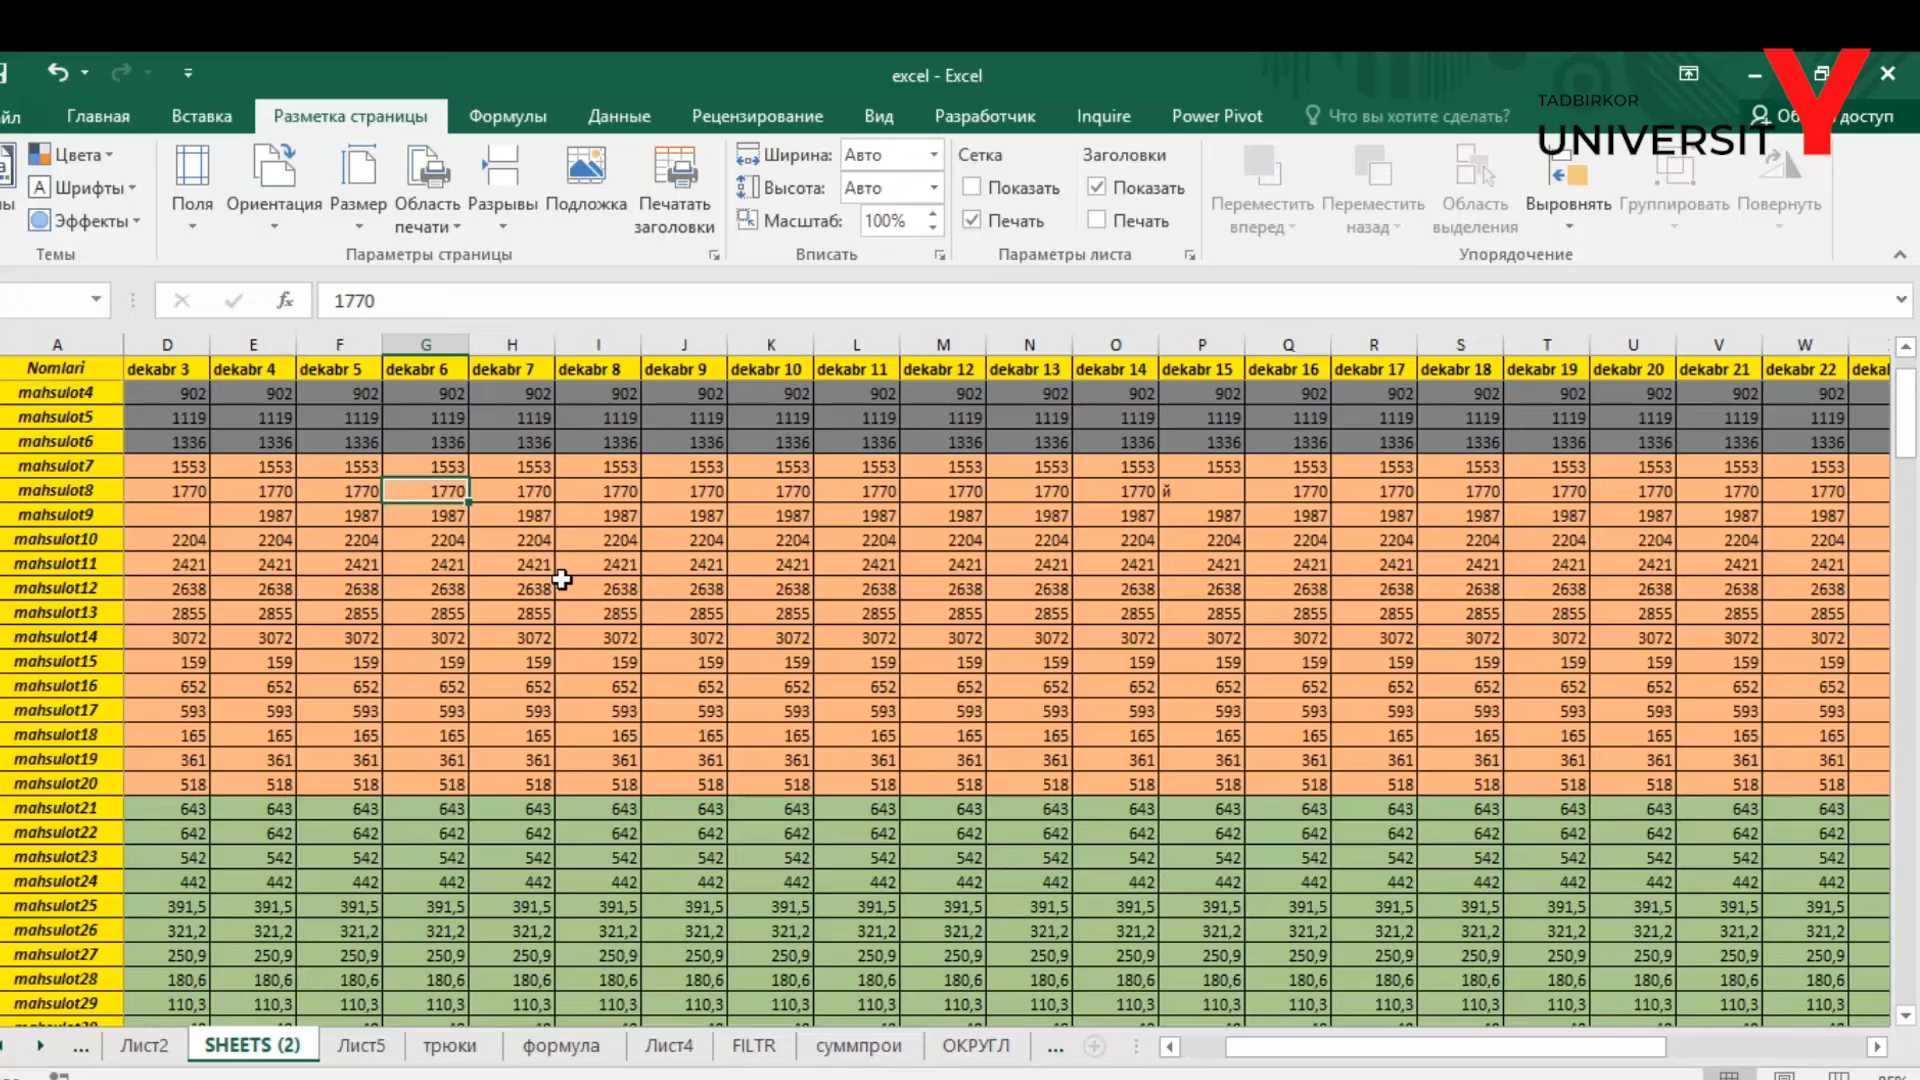 excel - Excel
TADBIRKOR
UNIVERSITY
йл Главная Вставка Разметка страницы Формулы Данные Рецензирование Вид Разработчик Inquire Power Pivot Что вы хотите сделать? доступ
Цвета
Шрифты
Эффекты
Темы
Поля Ориентация Размер Область печати Разрывы Подложка Печатать заголовки
Параметры страницы
Ширина: Авто
Высота: Авто
Масштаб: 100%
Вписать
Сетка Заголовки
Показать Показать
Печать Печать
Параметры листа
Переместить вперед Переместить назад Область выделения Выровнять Группировать Повернуть
Упорядочение
fx 1770
A D E F G H I J K L M N O P Q R S T U V W
Nomlari dekabr 3 dekabr 4 dekabr 5 dekabr 6 dekabr 7 dekabr 8 dekabr 9 dekabr 10 dekabr 11 dekabr 12 dekabr 13 dekabr 14 dekabr 15 dekabr 16 dekabr 17 dekabr 18 dekabr 19 dekabr 20 dekabr 21 dekabr 22 dekal
mahsulot4 902 902 902 902 902 902 902 902 902 902 902 902 902 902 902 902 902 902 902 902
mahsulot5 1119 1119 1119 1119 1119 1119 1119 1119 1119 1119 1119 1119 1119 1119 1119 1119 1119 1119 1119 1119
mahsulot6 1336 1336 1336 1336 1336 1336 1336 1336 1336 1336 1336 1336 1336 1336 1336 1336 1336 1336 1336 1336
mahsulot7 1553 1553 1553 1553 1553 1553 1553 1553 1553 1553 1553 1553 1553 1553 1553 1553 1553 1553 1553 1553
mahsulot8 1770 1770 1770 1770 1770 1770 1770 1770 1770 1770 1770 1770 й 1770 1770 1770 1770 1770 1770 1770
mahsulot9 1987 1987 1987 1987 1987 1987 1987 1987 1987 1987 1987 1987 1987 1987 1987 1987 1987 1987 1987
mahsulot10 2204 2204 2204 2204 2204 2204 2204 2204 2204 2204 2204 2204 2204 2204 2204 2204 2204 2204 2204 2204
mahsulot11 2421 2421 2421 2421 2421 2421 2421 2421 2421 2421 2421 2421 2421 2421 2421 2421 2421 2421 2421 2421
mahsulot12 2638 2638 2638 2638 2638 2638 2638 2638 2638 2638 2638 2638 2638 2638 2638 2638 2638 2638 2638 2638
mahsulot13 2855 2855 2855 2855 2855 2855 2855 2855 2855 2855 2855 2855 2855 2855 2855 2855 2855 2855 2855 2855
mahsulot14 3072 3072 3072 3072 3072 3072 3072 3072 3072 3072 3072 3072 3072 3072 3072 3072 3072 3072 3072 3072
mahsulot15 159 159 159 159 159 159 159 159 159 159 159 159 159 159 159 159 159 159 159 159
mahsulot16 652 652 652 652 652 652 652 652 652 652 652 652 652 652 652 652 652 652 652 652
mahsulot17 593 593 593 593 593 593 593 593 593 593 593 593 593 593 593 593 593 593 593 593
mahsulot18 165 165 165 165 165 165 165 165 165 165 165 165 165 165 165 165 165 165 165 165
mahsulot19 361 361 361 361 361 361 361 361 361 361 361 361 361 361 361 361 361 361 361 361
mahsulot20 518 518 518 518 518 518 518 518 518 518 518 518 518 518 518 518 518 518 518 518
mahsulot21 643 643 643 643 643 643 643 643 643 643 643 643 643 643 643 643 643 643 643 643
mahsulot22 642 642 642 642 642 642 642 642 642 642 642 642 642 642 642 642 642 642 642 642
mahsulot23 542 542 542 542 542 542 542 542 542 542 542 542 542 542 542 542 542 542 542 542
mahsulot24 442 442 442 442 442 442 442 442 442 442 442 442 442 442 442 442 442 442 442 442
mahsulot25 391,5 391,5 391,5 391,5 391,5 391,5 391,5 391,5 391,5 391,5 391,5 391,5 391,5 391,5 391,5 391,5 391,5 391,5 391,5 391,5
mahsulot26 321,2 321,2 321,2 321,2 321,2 321,2 321,2 321,2 321,2 321,2 321,2 321,2 321,2 321,2 321,2 321,2 321,2 321,2 321,2 321,2
mahsulot27 250,9 250,9 250,9 250,9 250,9 250,9 250,9 250,9 250,9 250,9 250,9 250,9 250,9 250,9 250,9 250,9 250,9 250,9 250,9 250,9
mahsulot28 180,6 180,6 180,6 180,6 180,6 180,6 180,6 180,6 180,6 180,6 180,6 180,6 180,6 180,6 180,6 180,6 180,6 180,6 180,6 180,6
mahsulot29 110,3 110,3 110,3 110,3 110,3 110,3 110,3 110,3 110,3 110,3 110,3 110,3 110,3 110,3 110,3 110,3 110,3 110,3 110,3 110,3
... Лист2 SHEETS (2) Лист5 трюки формула Лист4 FILTR суммпрои ОКРУГЛ ...